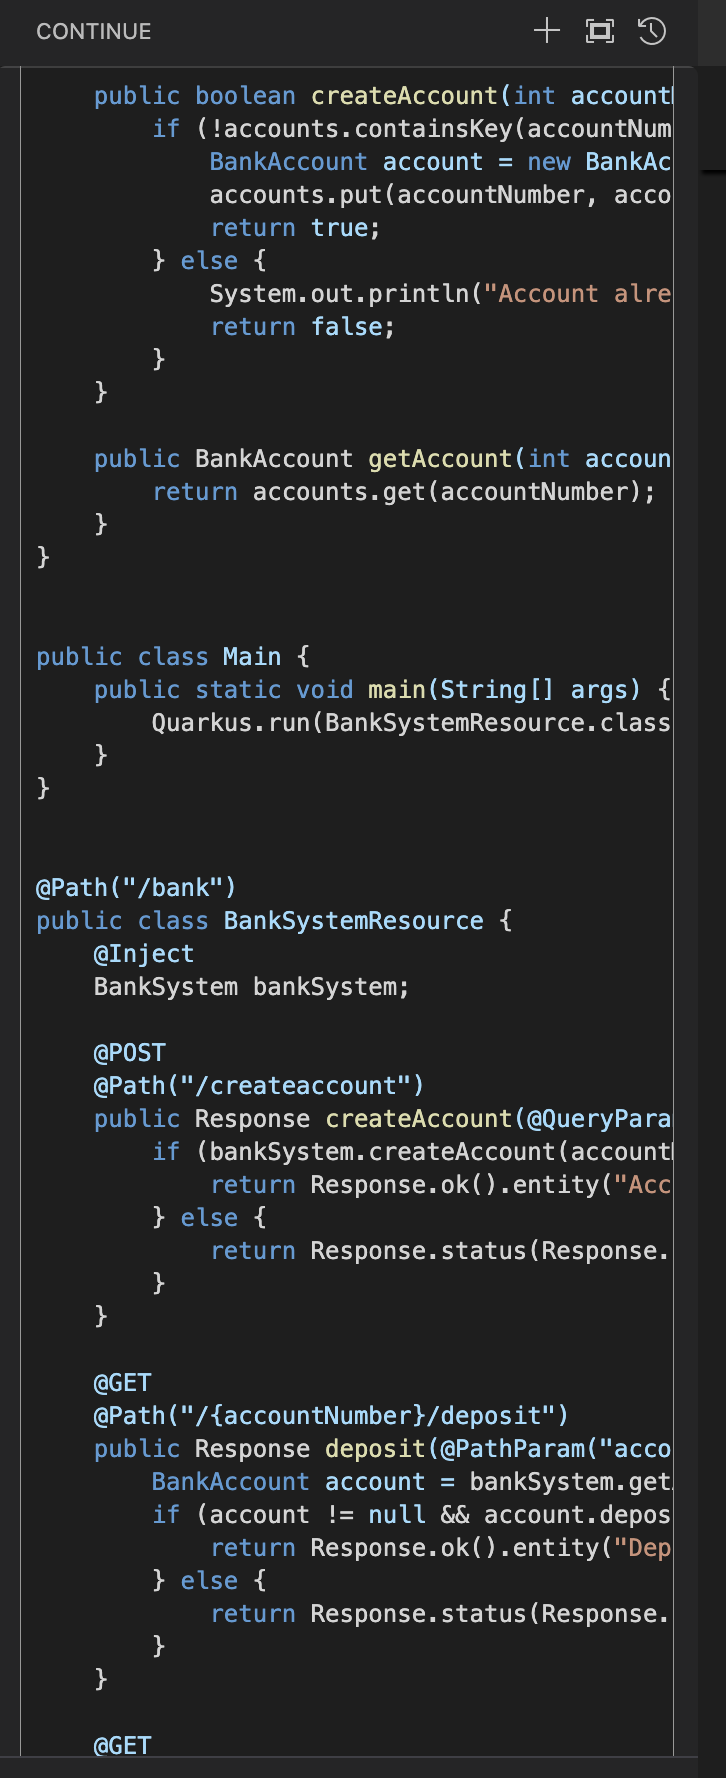 CONTINUE
public boolean createAccount(int account
if (!accounts.containsKey(accountNum
BankAccount account = new BankAc
accounts.put(accountNumber, acco
return true;
} else {
System.out.println("Account alre
return false;
}
}
public BankAccount getAccount(int accoun
return accounts.get(accountNumber);
}
}
public class Main {
public static void main(String[] args) {
Quarkus.run(BankSystemResource.class
}
}
@Path("/bank")
public class BankSystemResource {
@Inject
BankSystem bankSystem;
@POST
@Path("/createaccount")
public Response createAccount(@QueryPara
if (bankSystem.createAccount(account
return Response.ok().entity("Acc
} else {
return Response.status(Response.
}
}
@GET
@Path("/{accountNumber}/deposit")
public Response deposit(@PathParam("acco
BankAccount account = bankSystem.get
if (account != null && account.depos
return Response.ok().entity("Dep
} else {
return Response.status(Response.
}
}
@GET